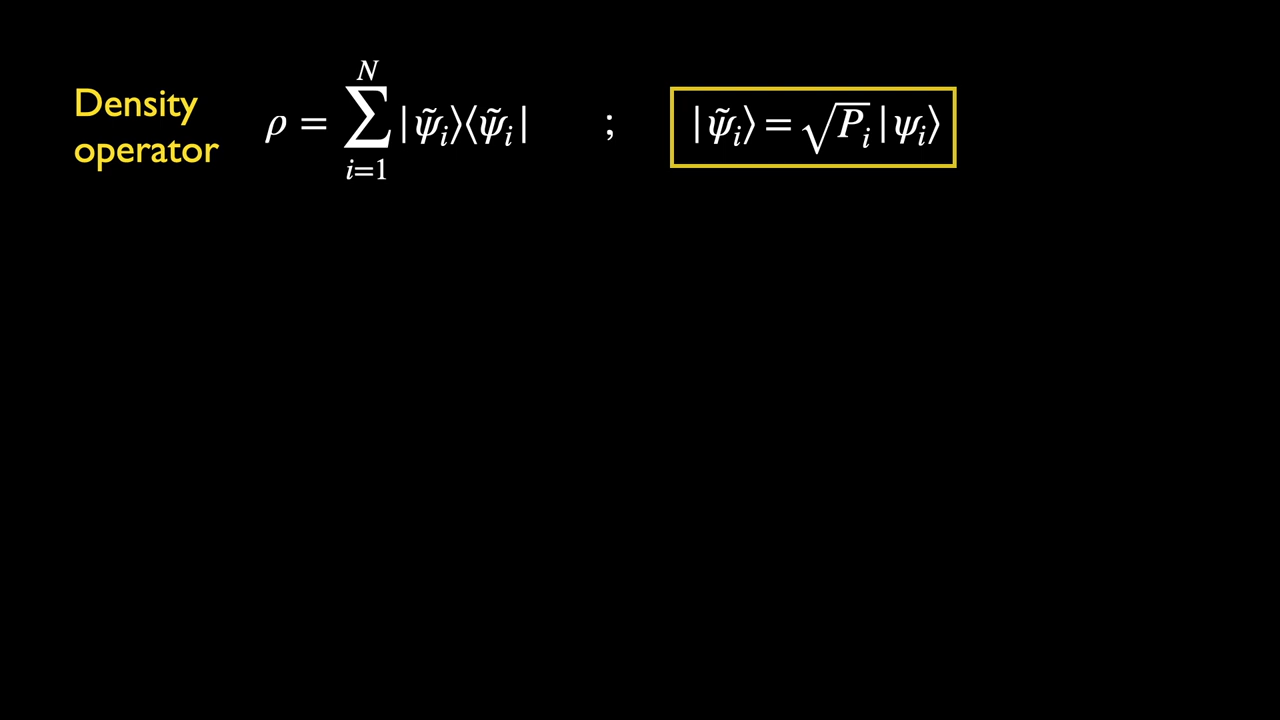 Density
operator
ρ = ∑_{i=1}^{N} |ψ̃_i⟩⟨ψ̃_i| ; |ψ̃_i⟩ = √P_i |ψ_i⟩